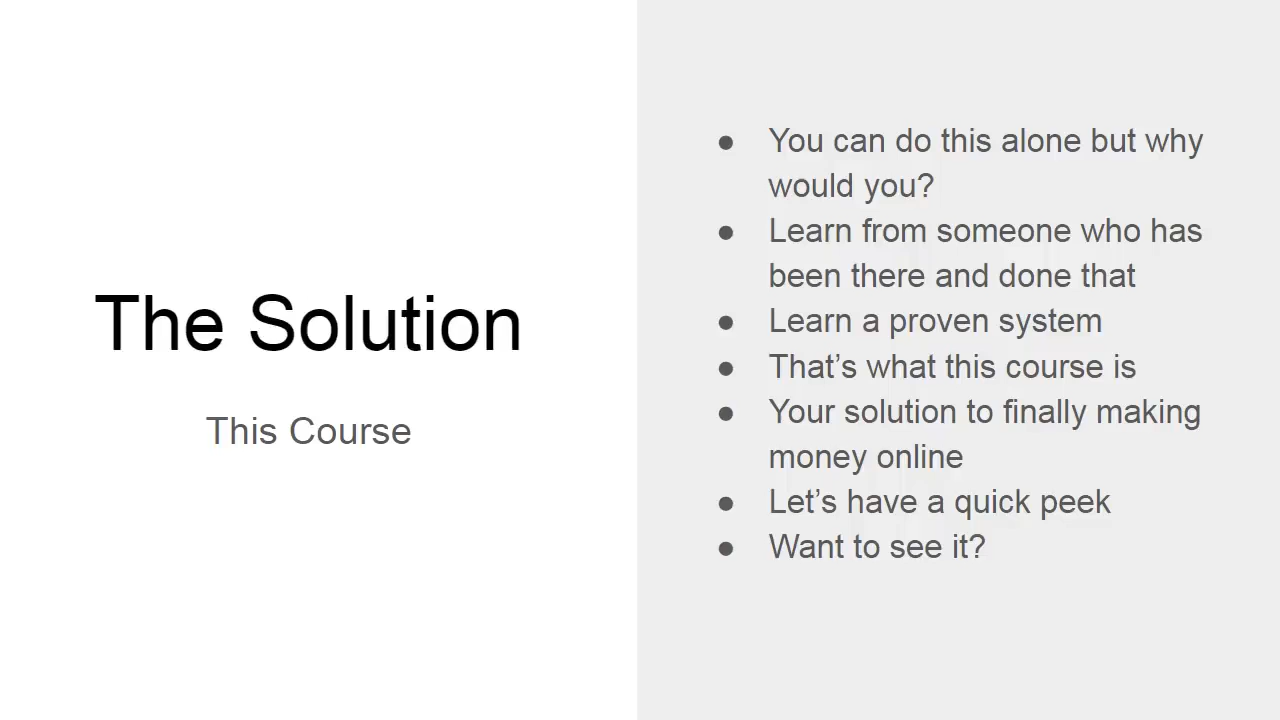 The Solution
This Course
● You can do this alone but why
would you?
● Learn from someone who has
been there and done that
● Learn a proven system
● That’s what this course is
● Your solution to finally making
money online
● Let’s have a quick peek
● Want to see it?